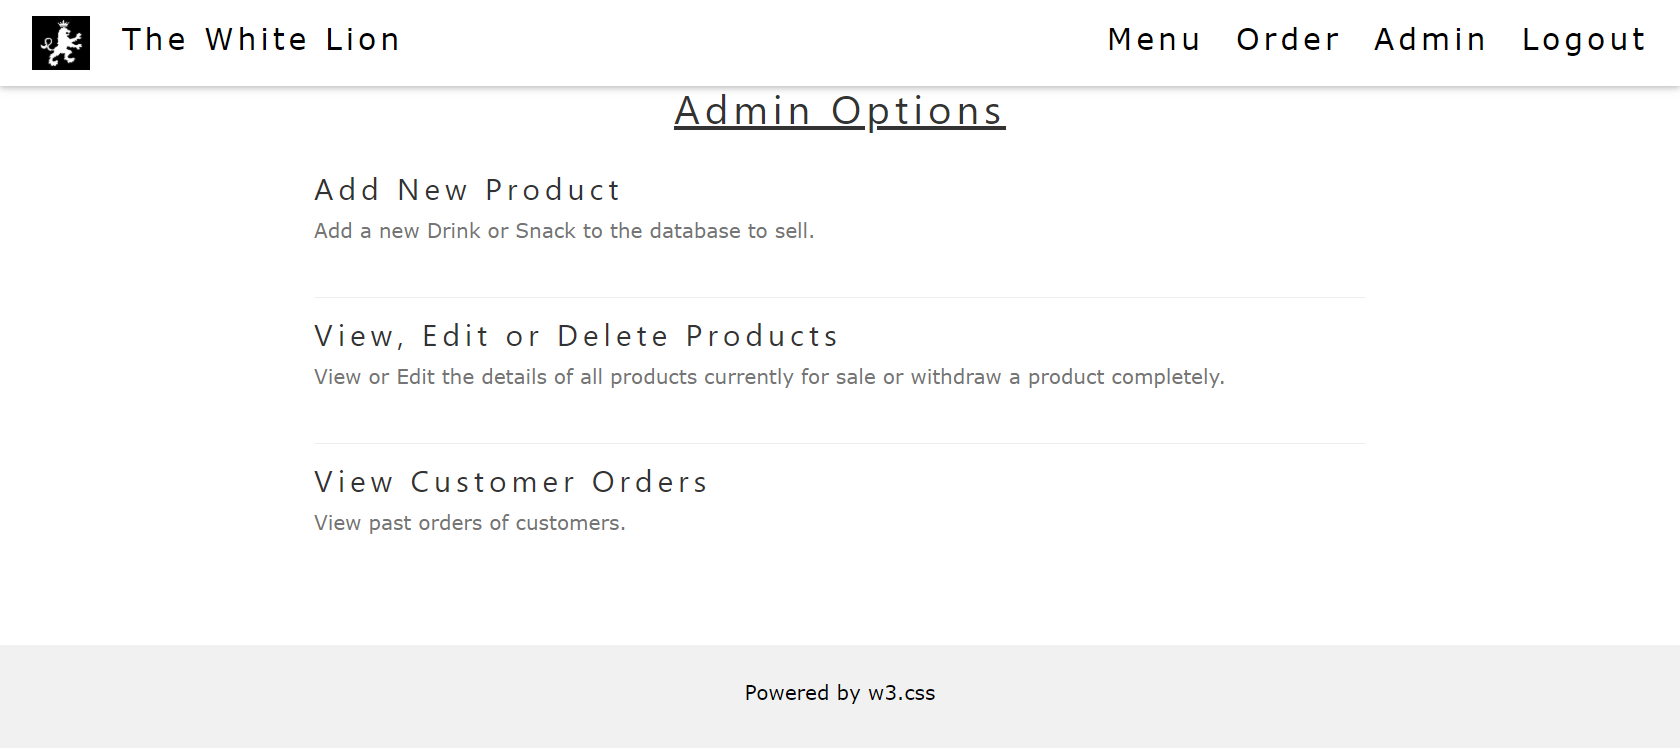 The White Lion
Menu Order Admin Logout
Admin Options
Add New Product
Add a new Drink or Snack to the database to sell.
View, Edit or Delete Products
View or Edit the details of all products currently for sale or withdraw a product completely.
View Customer Orders
View past orders of customers.
Powered by w3.css